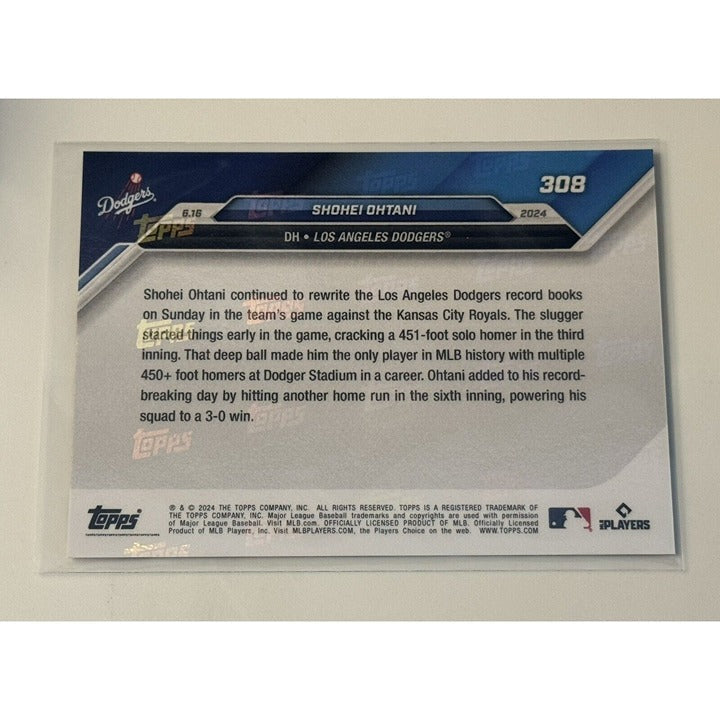 Dodgers
308
6.16 SHOHEI OHTANI 2024
DH • LOS ANGELES DODGERS®
Shohei Ohtani continued to rewrite the Los Angeles Dodgers record books
on Sunday in the team's game against the Kansas City Royals. The slugger
started things early in the game, cracking a 451-foot solo homer in the third
inning. That deep ball made him the only player in MLB history with multiple
450+ foot homers at Dodger Stadium in a career. Ohtani added to his record-
breaking day by hitting another home run in the sixth inning, powering his
squad to a 3-0 win.
TOPPS
TOPPS
TOPPS
TOPPS
Topps
® & © 2024 THE TOPPS COMPANY, INC. ALL RIGHTS RESERVED. TOPPS IS A REGISTERED TRADEMARK OF
THE TOPPS COMPANY, INC. Major League Baseball trademarks and copyrights are used with permission
of Major League Baseball. Visit MLB.com. OFFICIALLY LICENSED PRODUCT OF MLB. Officially Licensed
Product of MLB Players, Inc. Visit MLBPLAYERS.COM, the Players Choice on the web. WWW.TOPPS.COM
MLB PLAYERS